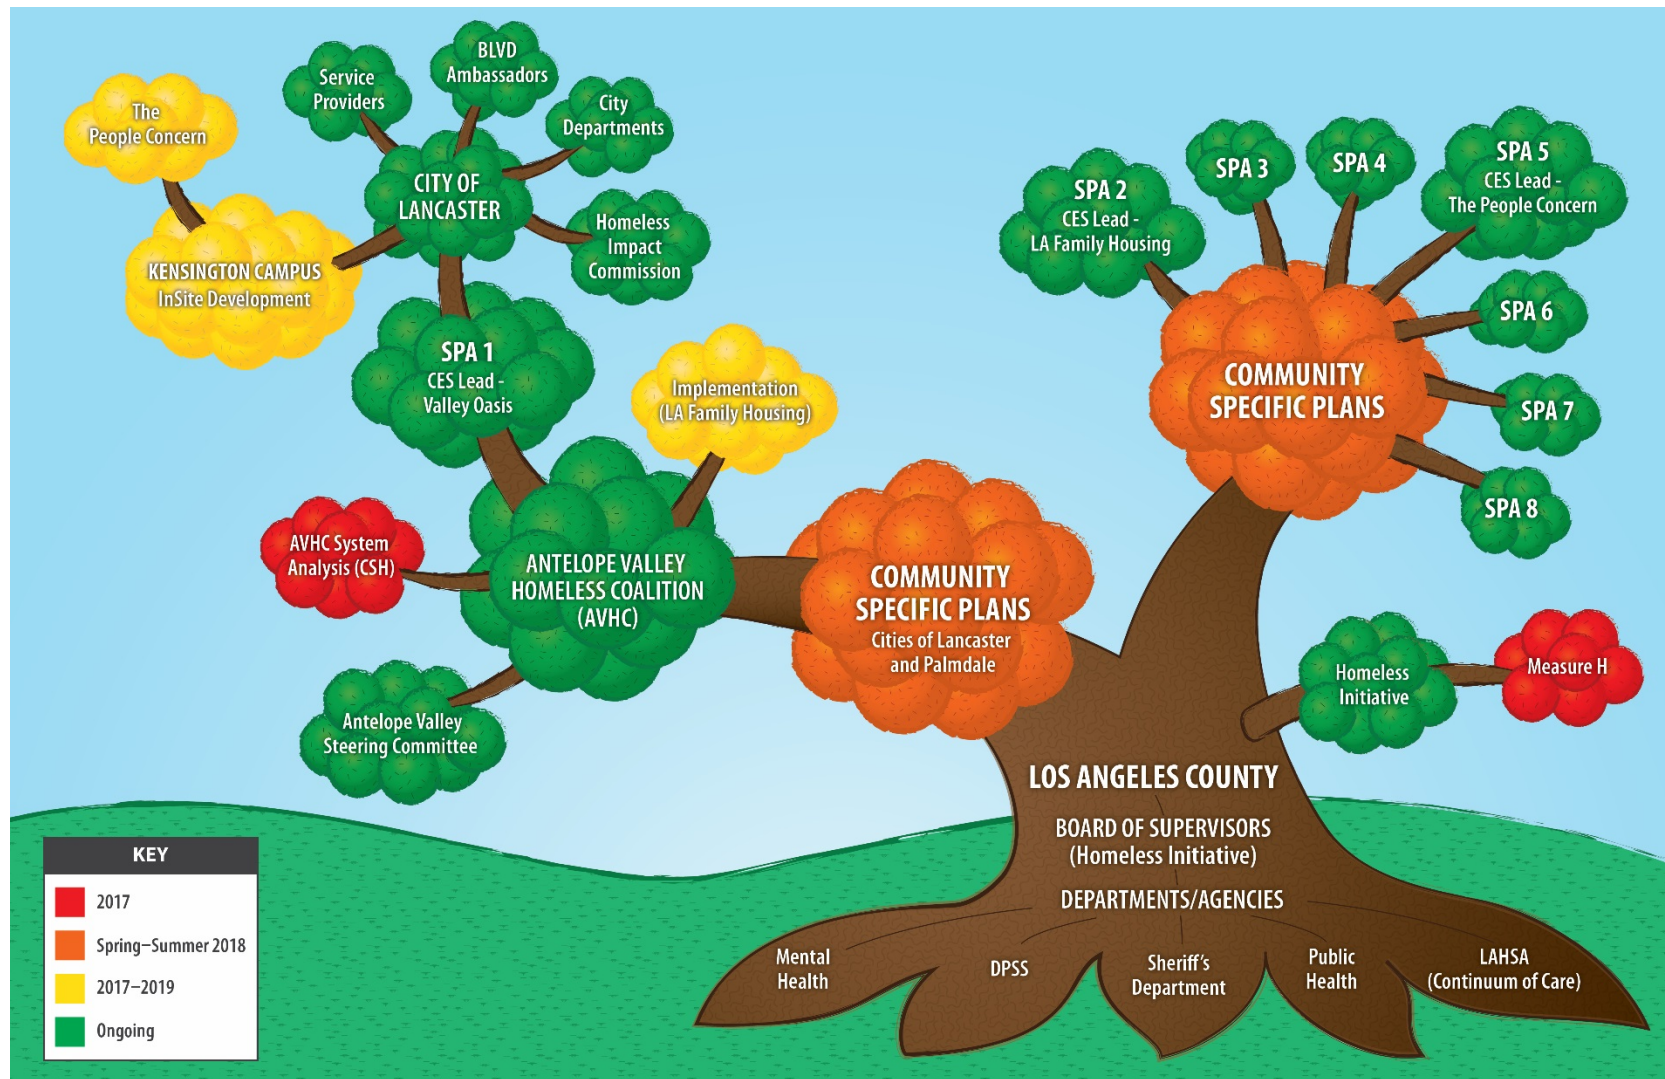 The
People Concern
Service
Providers
BLVD
Ambassadors
City
Departments
CITY OF
LANCASTER
Homeless
Impact
Commission
KENSINGTON CAMPUS
InSite Development
SPA 1
CES Lead -
Valley Oasis
Implementation
(LA Family Housing)
AVHC System
Analysis (CSH)
ANTELOPE VALLEY
HOMELESS COALITION
(AVHC)
Antelope Valley
Steering Committee
COMMUNITY
SPECIFIC PLANS
Cities of Lancaster
and Palmdale
SPA 2
CES Lead -
LA Family Housing
SPA 3
SPA 4
SPA 5
CES Lead -
The People Concern
SPA 6
SPA 7
SPA 8
COMMUNITY
SPECIFIC PLANS
Homeless
Initiative
Measure H
LOS ANGELES COUNTY
BOARD OF SUPERVISORS
(Homeless Initiative)
DEPARTMENTS/AGENCIES
Mental
Health
DPSS
Sheriff's
Department
Public
Health
LAHSA
(Continuum of Care)
KEY
2017
Spring–Summer 2018
2017–2019
Ongoing